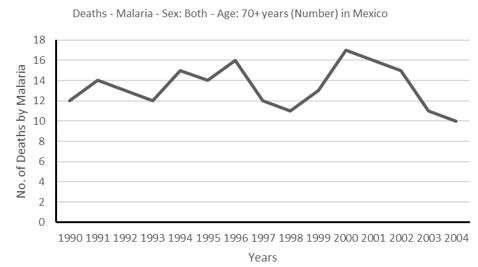 Deaths - Malaria - Sex: Both - Age: 70+ years (Number) in Mexico
No. of Deaths by Malaria
18
16
14
12
10
8
6
4
2
0
1990 1991 1992 1993 1994 1995 1996 1997 1998 1999 2000 2001 2002 2003 2004
Years